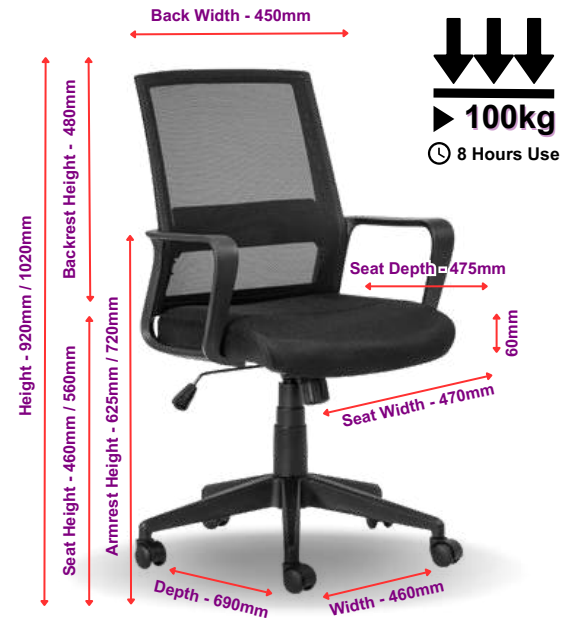 Back Width - 450mm
100kg
8 Hours Use
Backrest Height - 480mm
Height - 920mm / 1020mm
Seat Depth - 475mm
60mm
Seat Width - 470mm
Seat Height - 460mm / 560mm
Armrest Height - 625mm / 720mm
Depth - 690mm
Width - 460mm